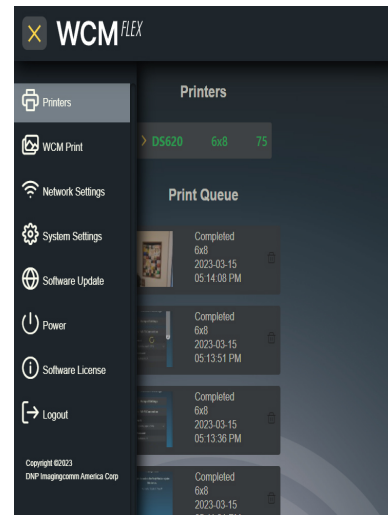 WCM FLEX
Printers
WCM Print
Network Settings
System Settings
Software Update
Power
Software License
Logout
Copyright ©2023
DNP Imagingcomm America Corp
Printers
DS620 6x8 75
Print Queue
Completed
6x8
2023-03-15
05:14:08 PM
Completed
6x8
2023-03-15
05:13:51 PM
Completed
6x8
2023-03-15
05:13:36 PM
Completed
6x8
2023-03-15